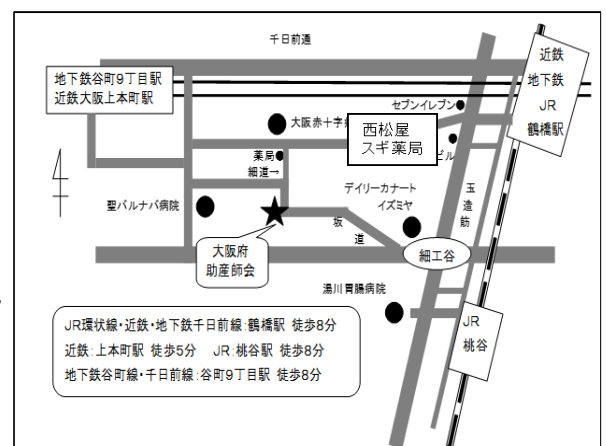 千日前通
近鉄
地下鉄
JR
鶴橋駅
地下鉄谷町9丁目駅
近鉄大阪上本町駅
セブンイレブン
大阪赤十字
西松屋
スギ薬局
ビル
薬局
細道→
デイリーカナート
イズミヤ
玉造筋
聖バルナバ病院
坂道
大阪府
助産師会
細工谷
湯川胃腸病院
JR
桃谷
JR環状線・近鉄・地下鉄千日前線:鶴橋駅 徒歩8分
近鉄:上本町駅 徒歩5分 JR:桃谷駅 徒歩8分
地下鉄谷町線・千日前線:谷町9丁目駅 徒歩8分